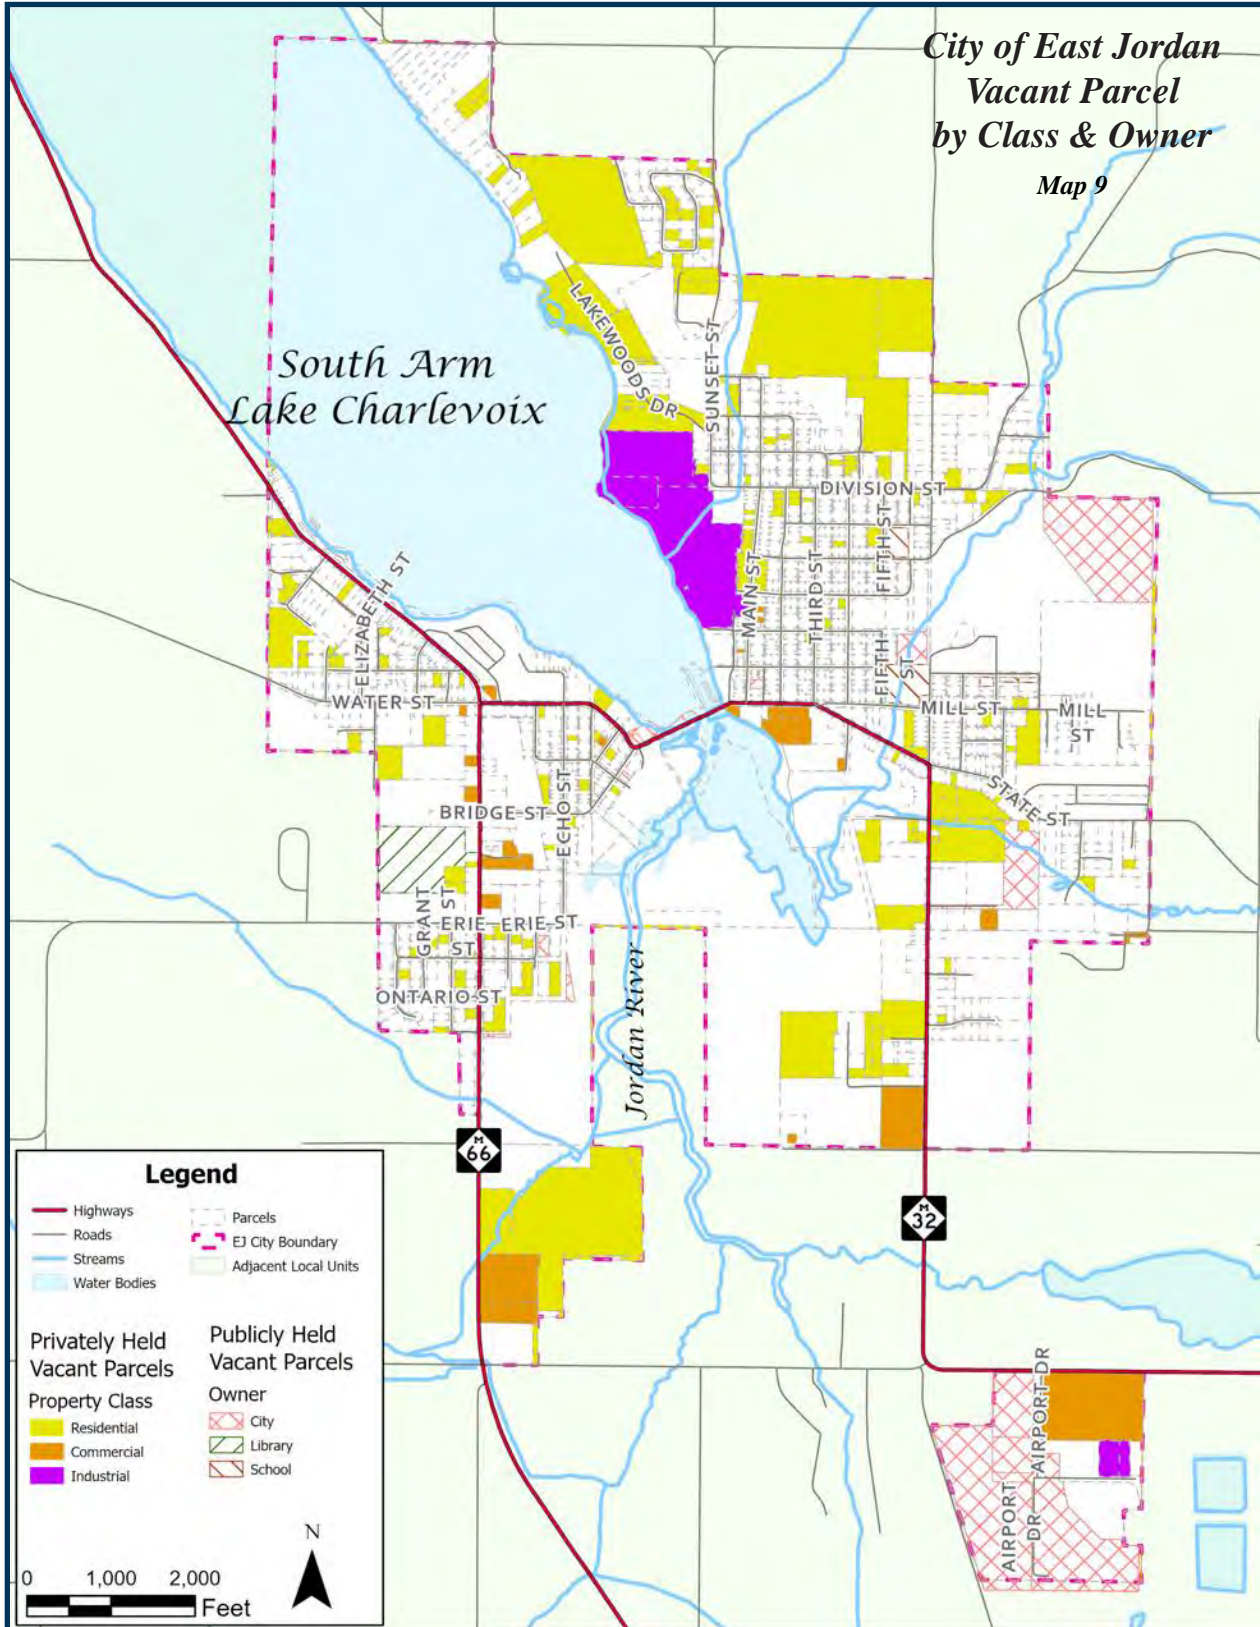 City of East Jordan
Vacant Parcel
by Class & Owner
Map 9
South Arm
Lake Charlevoix
LAKEWOODS DR
SUNSET ST
DIVISION ST
FIFTH ST
MAIN ST
THIRD ST
FIFTH
ST
ELIZABETH ST
WATER ST
MILL ST
MILL
ST
STATE ST
BRIDGE ST
ECHO ST
GRANT
ST
ERIE
ST
ERIE ST
ONTARIO ST
Jordan River
M
66
M
32
AIRPORT DR
AIRPORT
DR
Legend
Highways
Roads
Streams
Water Bodies
Parcels
EJ City Boundary
Adjacent Local Units
Privately Held
Vacant Parcels
Property Class
Residential
Commercial
Industrial
Publicly Held
Vacant Parcels
Owner
City
Library
School
N
0 1,000 2,000
Feet